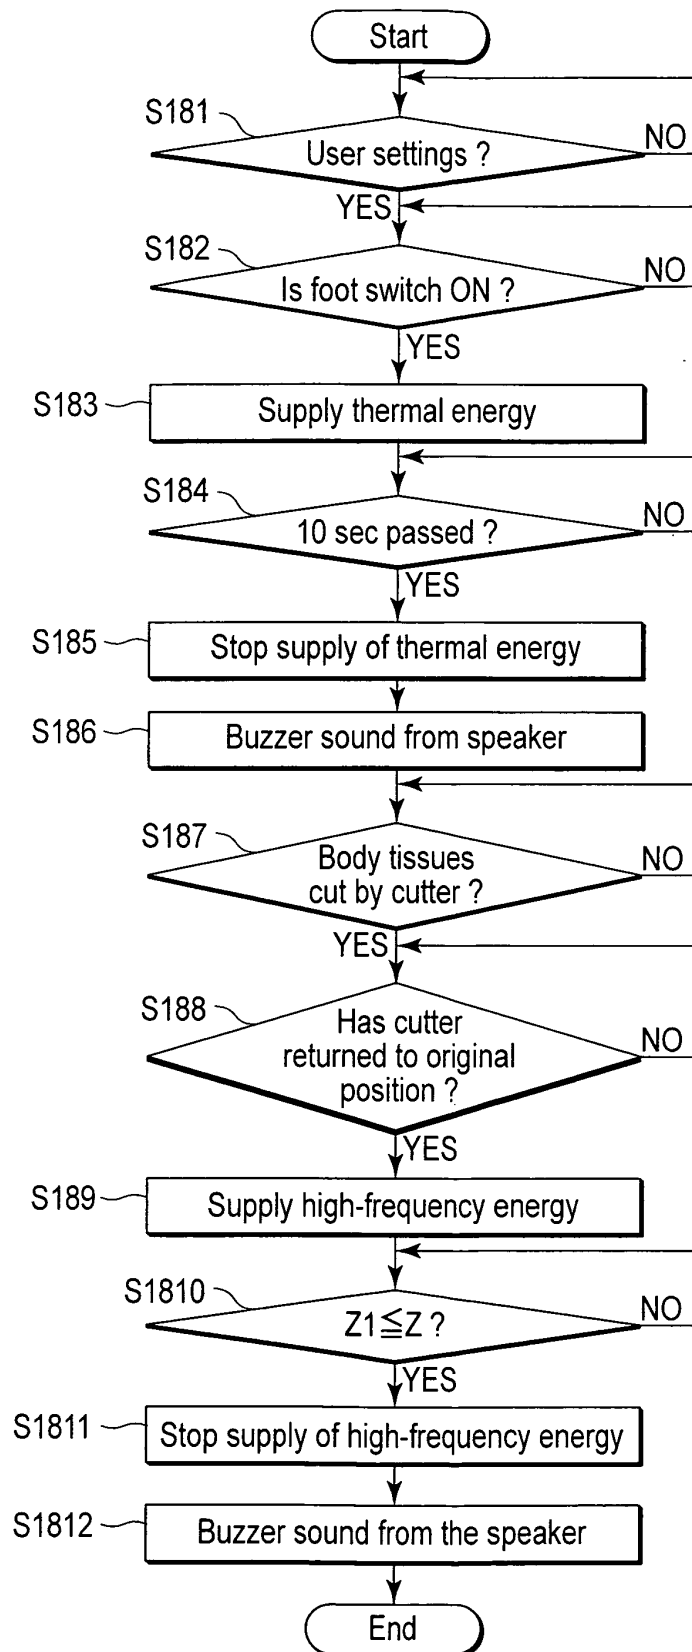 Start
S181
User settings ?
NO
YES
S182
Is foot switch ON ?
NO
YES
S183
Supply thermal energy
S184
10 sec passed ?
NO
YES
S185
Stop supply of thermal energy
S186
Buzzer sound from speaker
S187
Body tissues
cut by cutter ?
NO
YES
S188
Has cutter
returned to original
position ?
NO
YES
S189
Supply high-frequency energy
S1810
Z1≦Z ?
NO
YES
S1811
Stop supply of high-frequency energy
S1812
Buzzer sound from the speaker
End